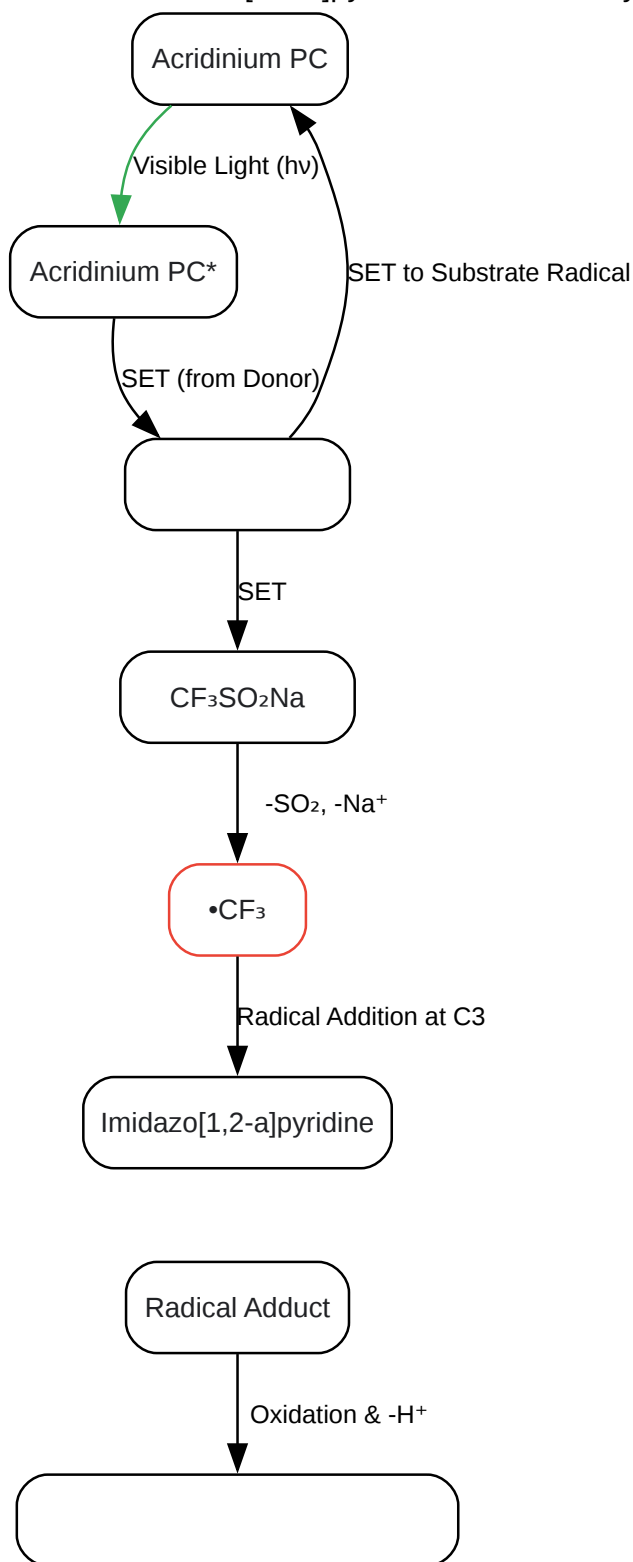 Acridinium PC
Visible Light (hν)
Acridinium PC*
SET to Substrate Radical
SET (from Donor)
SET
CF₃SO₂Na
-SO₂, -Na⁺
•CF₃
Radical Addition at C3
Imidazo[1,2-a]pyridine
Radical Adduct
Oxidation & -H⁺